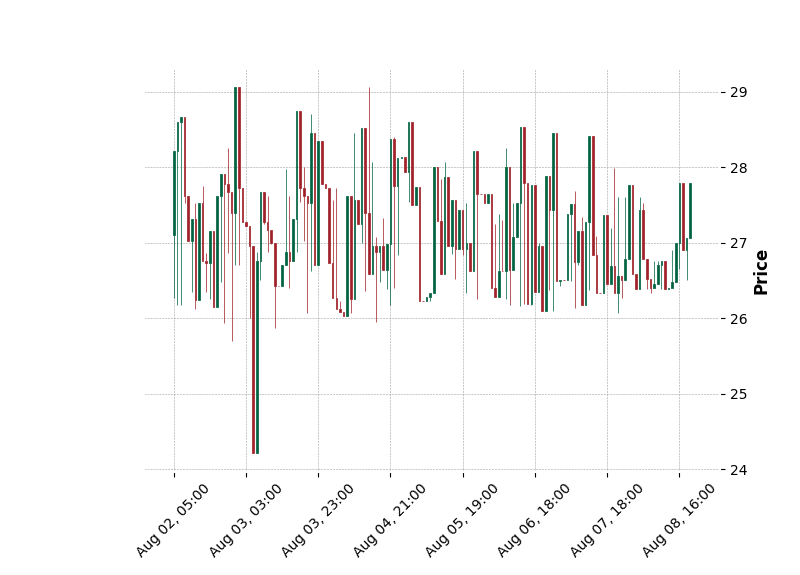 29
28
27
26
25
24
Price
Aug 02, 05:00
Aug 03, 03:00
Aug 03, 23:00
Aug 04, 21:00
Aug 05, 19:00
Aug 06, 18:00
Aug 07, 18:00
Aug 08, 16:00